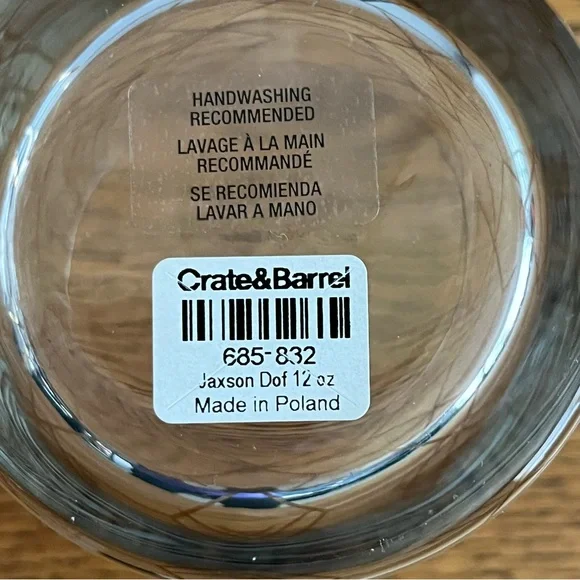 HANDWASHING
RECOMMENDED
LAVAGE À LA MAIN
RECOMMANDÉ
SE RECOMIENDA
LAVAR A MANO
Crate&Barrel
685-832
Jaxson Dof 12 oz
Made in Poland